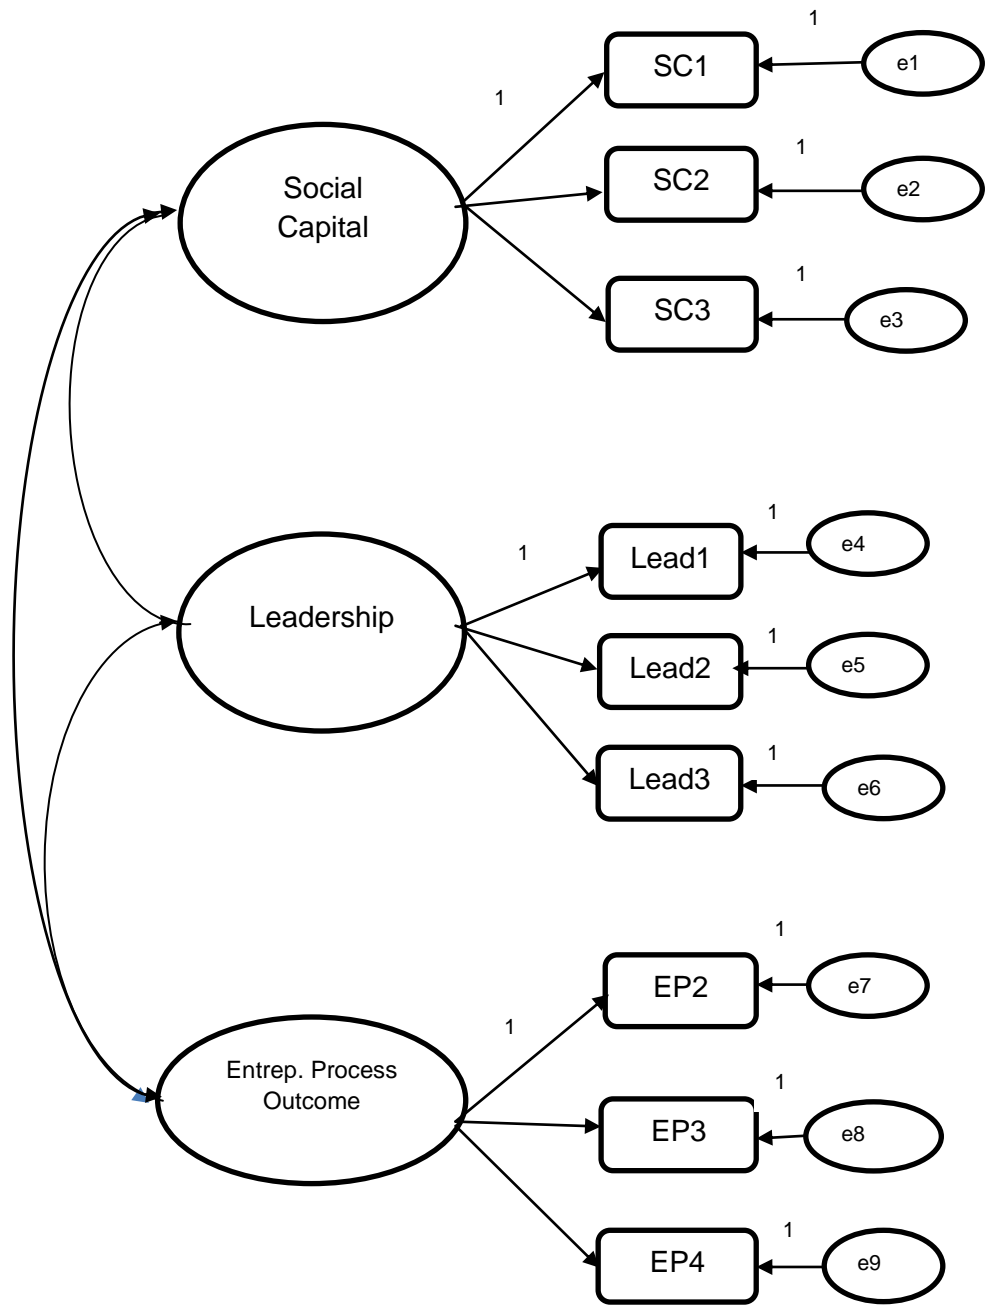 1
SC1
e1
1
1
SC2
e2
Social
Capital
1
SC3
e3
1
Lead1
e4
1
Leadership
1
Lead2
e5
1
Lead3
e6
1
EP2
e7
1
Entrep. Process
Outcome
1
EP3
e8
1
EP4
e9